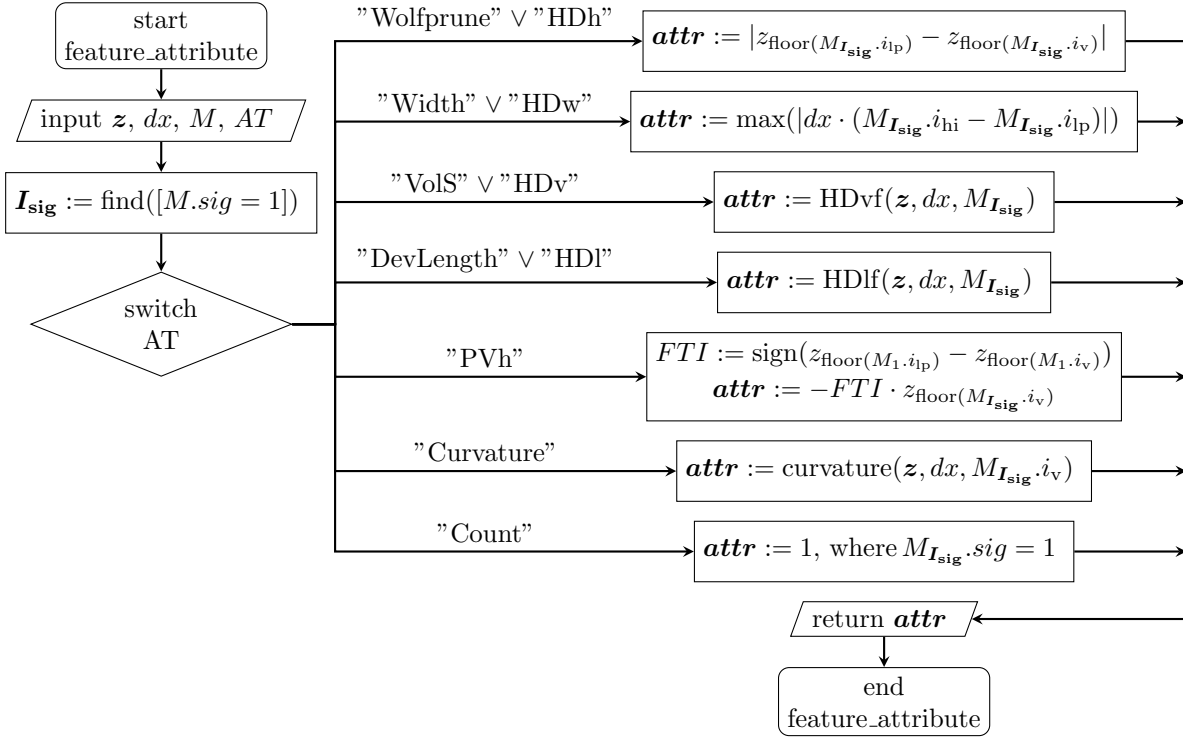 start
feature_attribute
input z, dx, M, AT
I_sig := find([M.sig = 1])
switch
AT
"Wolfprune" ∨ "HDh"
attr := |z_floor(M_I_sig.i_lp) − z_floor(M_I_sig.i_v)|
"Width" ∨ "HDw"
attr := max(|dx · (M_I_sig.i_hi − M_I_sig.i_lp)|)
"VolS" ∨ "HDv"
attr := HDvf(z, dx, M_I_sig)
"DevLength" ∨ "HDl"
attr := HDlf(z, dx, M_I_sig)
"PVh"
FTI := sign(z_floor(M_1.i_lp) − z_floor(M_1.i_v))
attr := −FTI · z_floor(M_I_sig.i_v)
"Curvature"
attr := curvature(z, dx, M_I_sig.i_v)
"Count"
attr := 1, where M_I_sig.sig = 1
return attr
end
feature_attribute